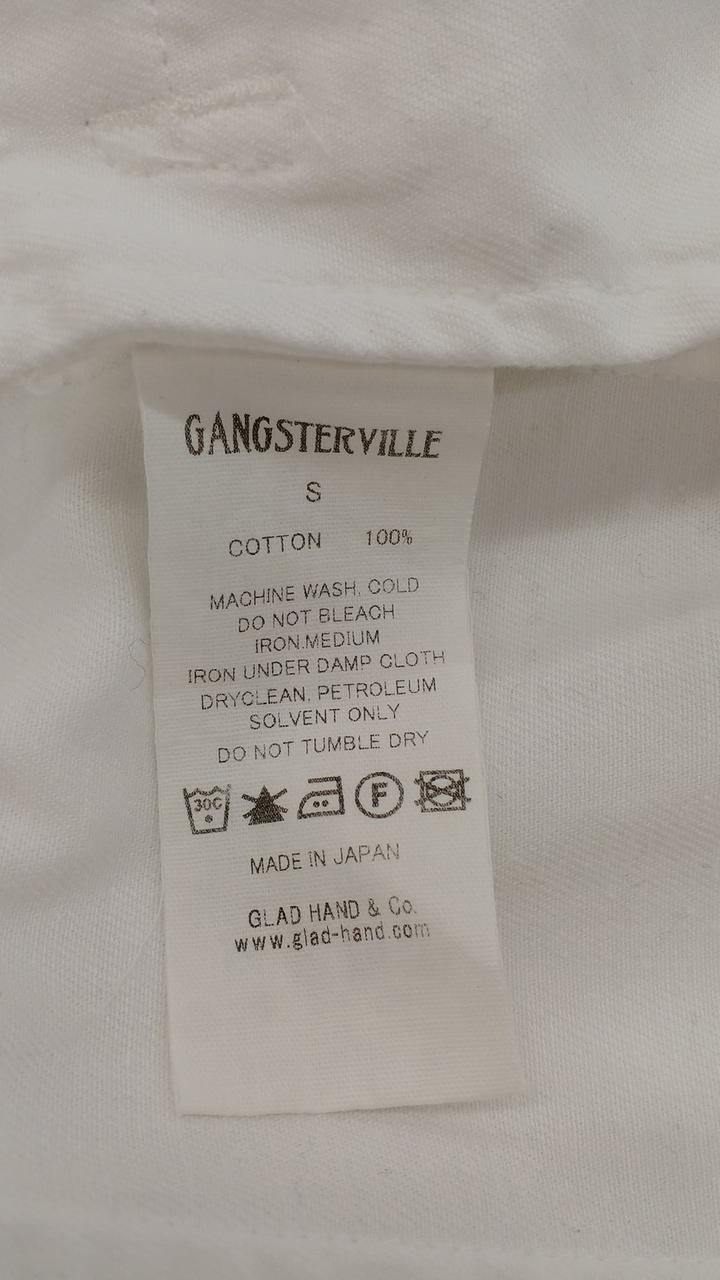 GANGSTERVILLE
S
COTTON 100%
MACHINE WASH, COLD
DO NOT BLEACH
IRON.MEDIUM
IRON UNDER DAMP CLOTH
DRYCLEAN, PETROLEUM
SOLVENT ONLY
DO NOT TUMBLE DRY
30C F
MADE IN JAPAN
GLAD HAND & Co.
www.glad-hand.com